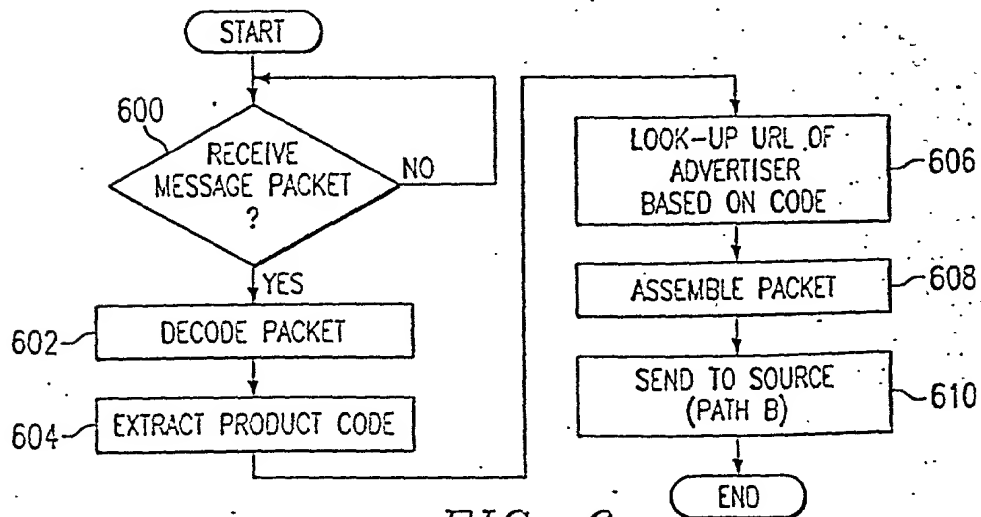 START
600
RECEIVE
MESSAGE PACKET
?
NO
YES
602
DECODE PACKET
604
EXTRACT PRODUCT CODE
LOOK-UP URL OF
ADVERTISER
BASED ON CODE
606
ASSEMBLE PACKET
608
SEND TO SOURCE
(PATH B)
610
END